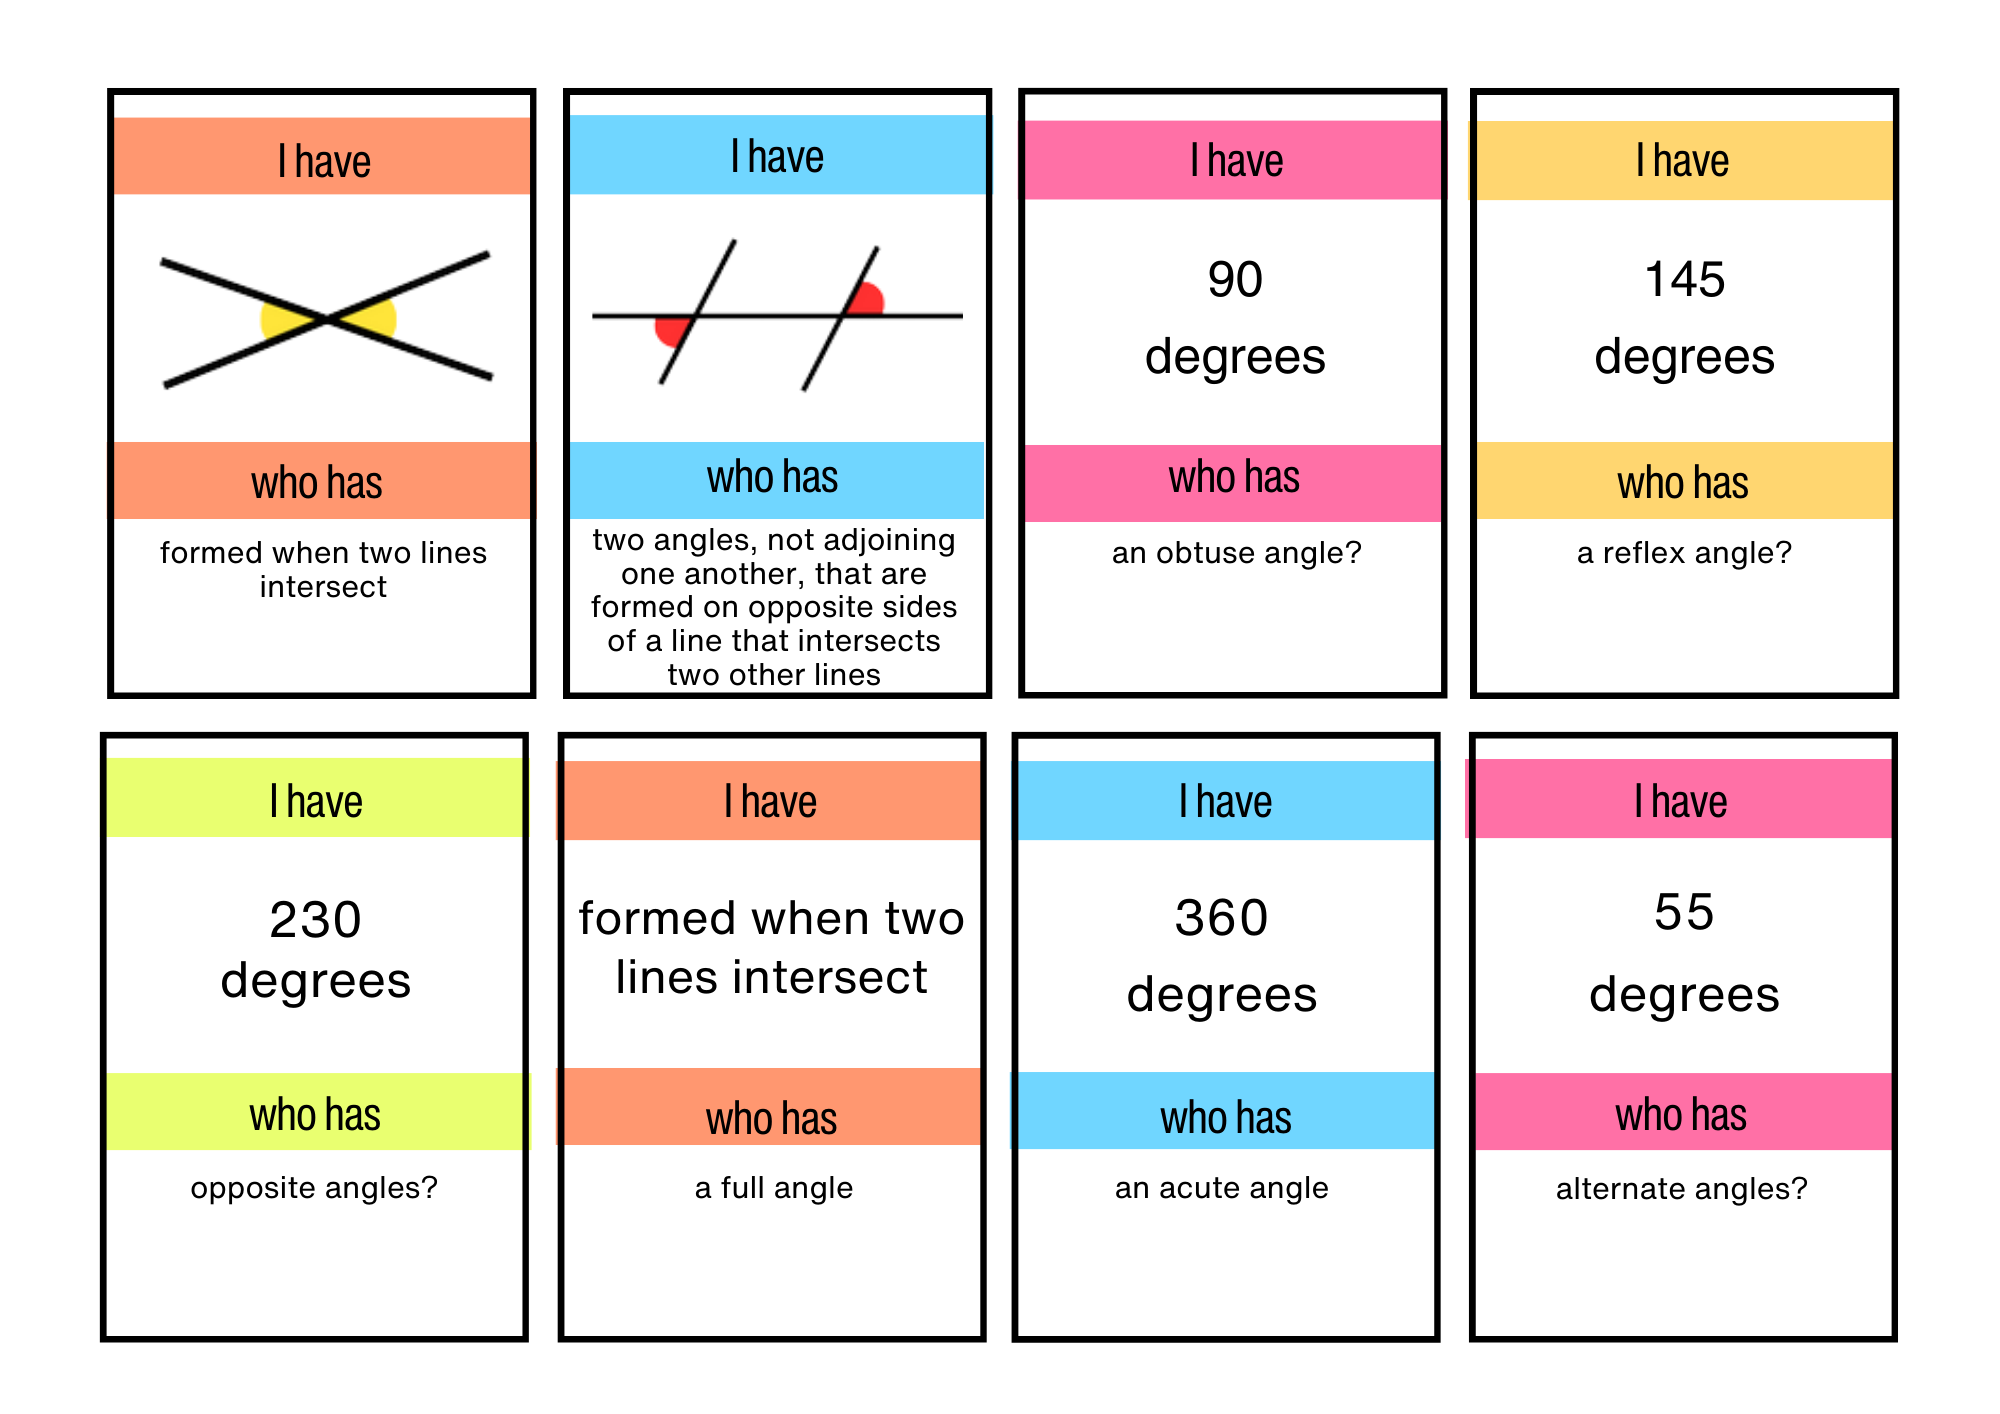 I have
who has
formed when two lines
intersect
I have
who has
two angles, not adjoining
one another, that are
formed on opposite sides
of a line that intersects
two other lines
I have
90
degrees
who has
an obtuse angle?
I have
145
degrees
who has
a reflex angle?
I have
230
degrees
who has
opposite angles?
I have
formed when two
lines intersect
who has
a full angle
I have
360
degrees
who has
an acute angle
I have
55
degrees
who has
alternate angles?